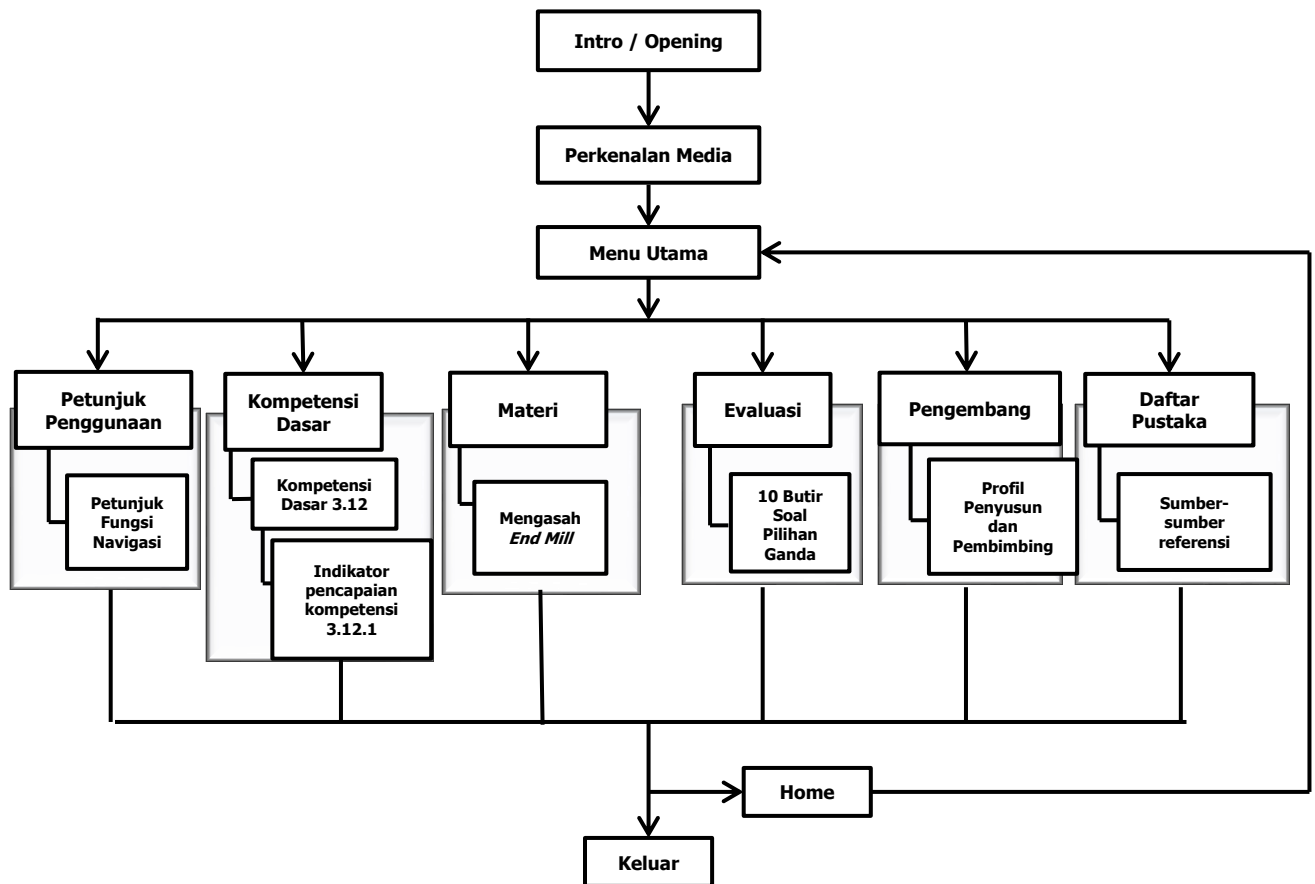 Intro / Opening
Perkenalan Media
Menu Utama
Petunjuk
Penggunaan
Petunjuk
Fungsi
Navigasi
Kompetensi
Dasar
Kompetensi
Dasar 3.12
Indikator
pencapaian
kompetensi
3.12.1
Materi
Mengasah
End Mill
Evaluasi
10 Butir
Soal
Pilihan
Ganda
Pengembang
Profil
Penyusun
dan
Pembimbing
Daftar
Pustaka
Sumber-
sumber
referensi
Home
Keluar